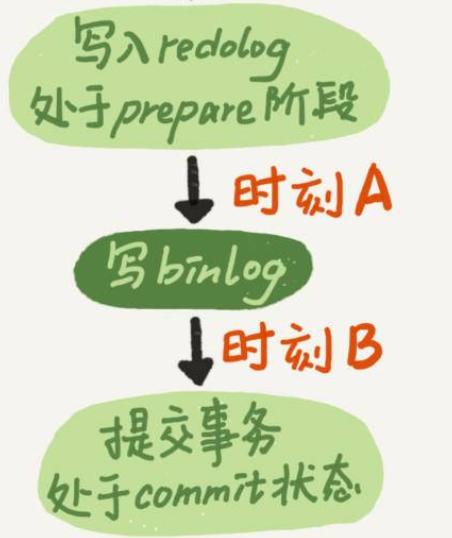 写入redolog
处于prepare阶段
时刻A
写binlog
时刻B
提交事务
处于commit状态